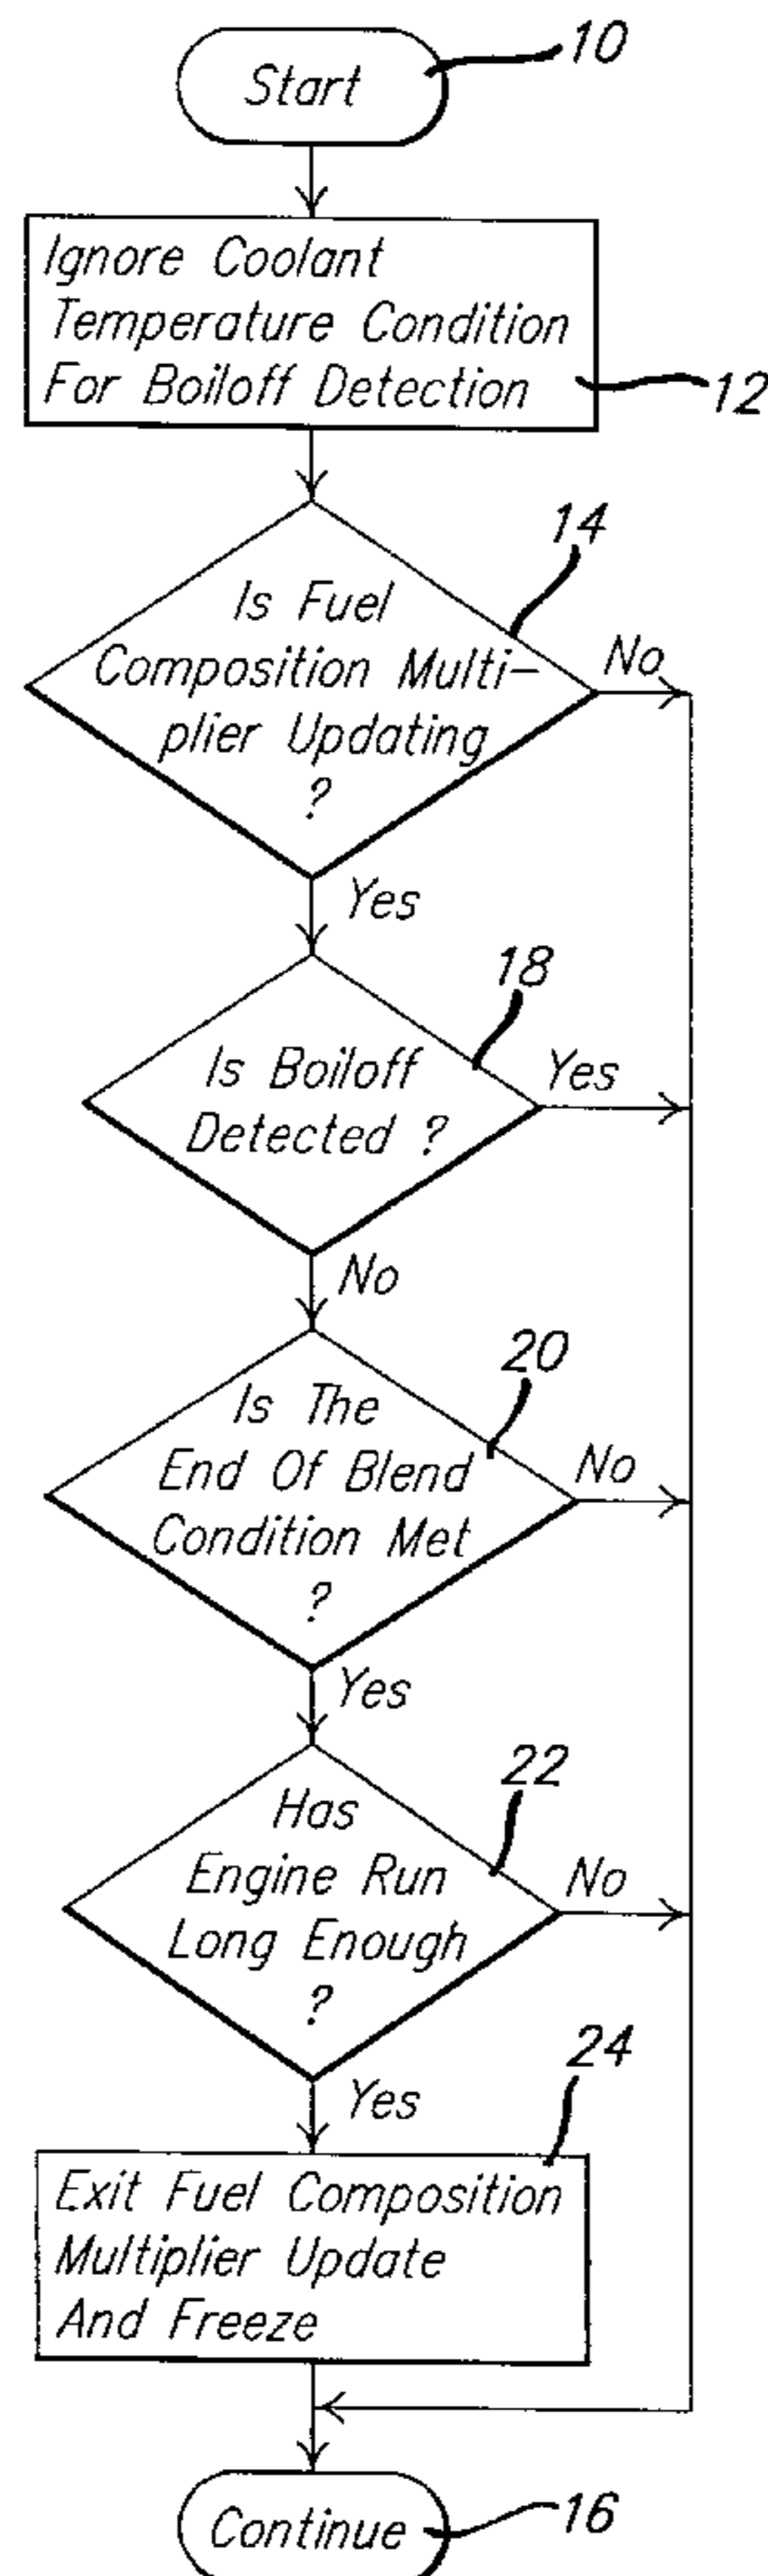 10
Start
Ignore Coolant
Temperature Condition
For Boiloff Detection
12
14
Is Fuel
Composition Multi-
plier Updating
?
No
Yes
18
Is Boiloff
Detected ?
Yes
No
20
Is The
End Of Blend
Condition Met
?
No
Yes
22
Has
Engine Run
Long Enough
?
No
Yes
24
Exit Fuel Composition
Multiplier Update
And Freeze
Continue
16